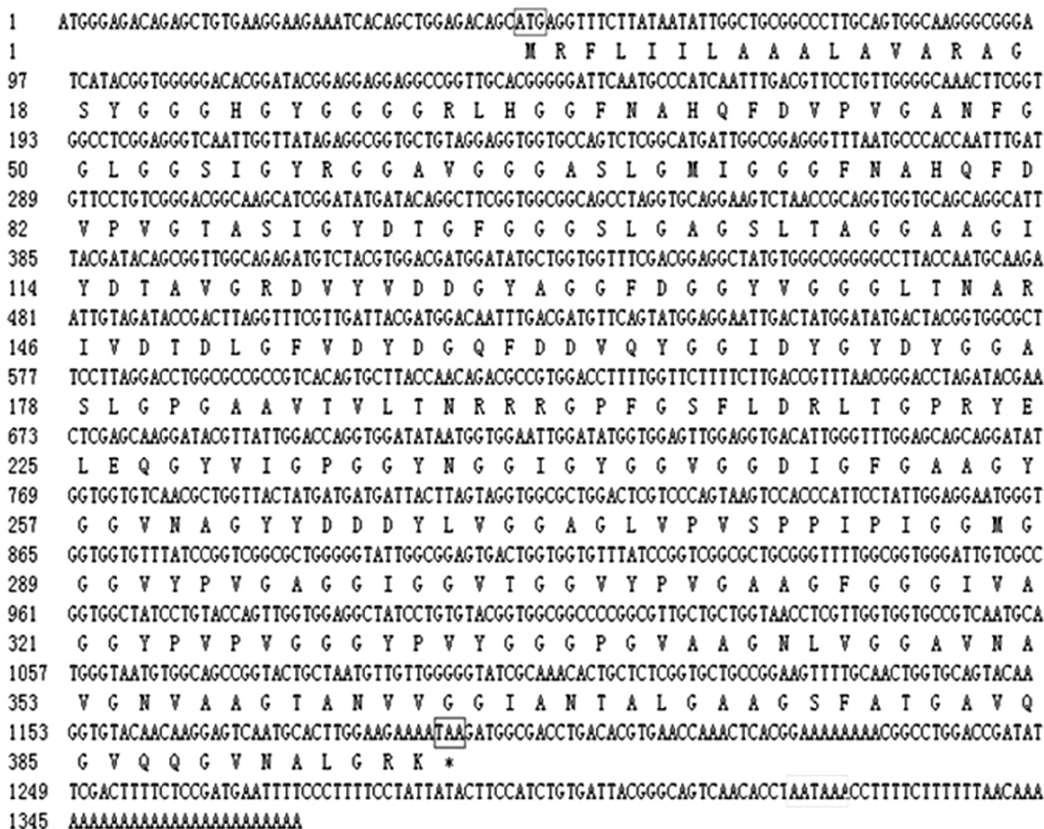 1 ATGGGAGACAGAGCTGTGAAGGAAGAAATCACAGCTGGAGACAGCATGAGGTTTCTTATAATATTGGCTGCGGCCCTTGCAGTGGCAAGGGCGGGA
1 M R F L I I L A A A L A V A R A G
97 TCATACGGTGGGGGACACGGATACGGAGGAGGAGGCCGGTTGCACGGGGGATTCAATGCCCATCAATTTGACGTTCCTGTTGGGGCAAACTTCGGT
18 S Y G G G H G Y G G G G R L H G G F N A H Q F D V P V G A N F G
193 GGCCTCGGAGGGTCAATTGGTTATAGAGGCGGTGCTGTAGGAGGTGGTGCCAGTCTCGGCATGATTGGCGGAGGGTTTAATGCCCACCAATTTGAT
50 G L G G S I G Y R G G A V G G G A S L G M I G G G F N A H Q F D
289 GTTCCTGTCGGGACGGCAAGCATCGGATATGATACAGGCTTCGGTGGCGGCAGCCTAGGTGCAGGAAGTCTAACCGCAGGTGGTGCAGCAGGCATT
82 V P V G T A S I G Y D T G F G G G S L G A G S L T A G G A A G I
385 TACGATACAGCGGTTGGCAGAGATGTCTACGTGGACGATGGATATGCTGGTGGTTTCGACGGAGGCTATGTGGGCGGGGGCCTTACCAATGCAAGA
114 Y D T A V G R D V Y V D D G Y A G G F D G G Y V G G G L T N A R
481 ATTGTAGATACCGACTTAGGTTTCGTTGATTACGATGGACAATTTGACGATGTTCAGTATGGAGGAATTGACTATGGATATGACTACGGTGGCGCT
146 I V D T D L G F V D Y D G Q F D D V Q Y G G I D Y G Y D Y G G A
577 TCCTTAGGACCTGGCGCCGCCGTCACAGTGCTTACCAACAGACGCCGTGGACCTTTTGGTTCTTTTCTTGACCGTTTAACGGGACCTAGATACGAA
178 S L G P G A A V T V L T N R R R G P F G S F L D R L T G P R Y E
673 CTCGAGCAAGGATACGTTATTGGACCAGGTGGATATAATGGTGGAATTGGATATGGTGGAGTTGGAGGTGACATTGGGTTTGGAGCAGCAGGATAT
225 L E Q G Y V I G P G G Y N G G I G Y G G V G G D I G F G A A G Y
769 GGTGGTGTCAACGCTGGTTACTATGATGATGATTACTTAGTAGGTGGCGCTGGACTCGTCCCAGTAAGTCCACCCATTCCTATTGGAGGAATGGGT
257 G G V N A G Y Y D D D Y L V G G A G L V P V S P P I P I G G M G
865 GGTGGTGTTTATCCGGTCGGCGCTGGGGGTATTGGCGGAGTGACTGGTGGTGTTTATCCGGTCGGCGCTGCGGGTTTTGGCGGTGGGATTGTCGCC
289 G G V Y P V G A G G I G G V T G G V Y P V G A A G F G G G I V A
961 GGTGGCTATCCTGTACCAGTTGGTGGAGGCTATCCTGTGTACGGTGGCGGCCCCGGCGTTGCTGCTGGTAACCTCGTTGGTGGTGCCGTCAATGCA
321 G G Y P V P V G G G Y P V Y G G G P G V A A G N L V G G A V N A
1057 TGGGTAATGTGGCAGCCGGTACTGCTAATGTTGTTGGGGGTATCGCAAACACTGCTCTCGGTGCTGCCGGAAGTTTTGCAACTGGTGCAGTACAA
353 V G N V A A G T A N V V G G I A N T A L G A A G S F A T G A V Q
1153 GGTGTACAACAAGGAGTCAATGCACTTGGAAGAAAATAAGATGGCGACCTGACACGTGAACCAAACTCACGGAAAAAAAAACGGCCTGGACCGATAT
385 G V Q Q G V N A L G R K *
1249 TCGACTTTTCTCCGATGAATTTTTCCCTTTTCCTATTATATACTTCCATCTGTGATTACGGGCAGTCAACACCTAATAAACCTTTTCTTTTTTAACAAA
1345 AAAAAAAAAAAAAAAAAAAAAAA